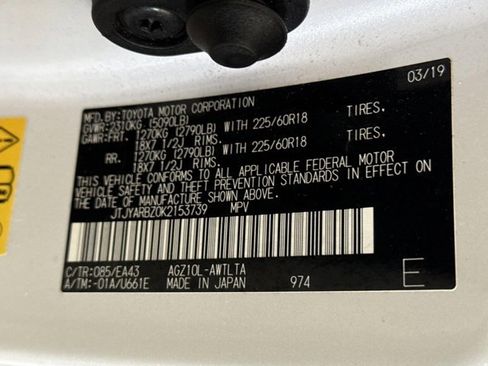 03/19
MFD.BY:TOYOTA MOTOR CORPORATION
GVWR:2310KG (5090LB)
GAWR:FRT. 1270KG (2790LB) WITH 225/60R18 TIRES.
18X7 1/2J RIMS.
RR. 1270KG (2790LB) WITH 225/60R18 TIRES.
18X7 1/2J RIMS.
THIS VEHICLE CONFORMS TO ALL APPLICABLE FEDERAL MOTOR
VEHICLE SAFETY AND THEFT PREVENTION STANDARDS IN EFFECT ON
THE DATE OF MANUFACTURE SHOWN ABOVE.
JTJYARBZ0K2153739 MPV
C/TR:085/EA43 AGZ10L-AWTLTA
A/TM:-01A/U661E MADE IN JAPAN 974 E